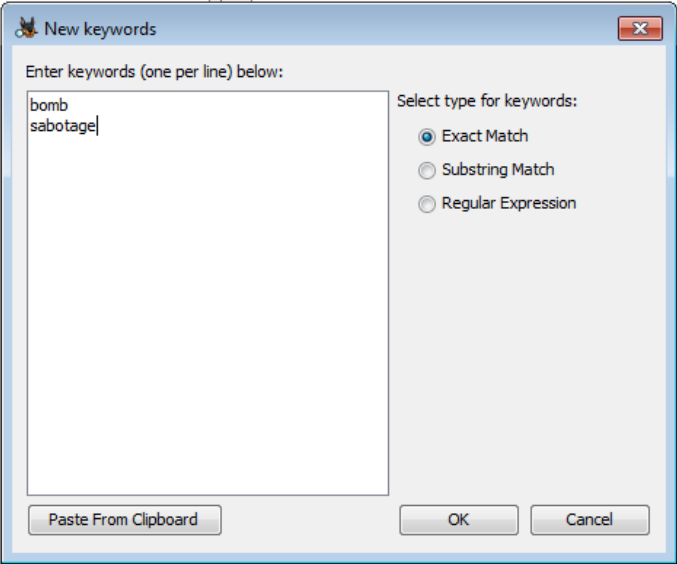 New keywords
Enter keywords (one per line) below:
bomb
sabotage
Select type for keywords:
Exact Match
Substring Match
Regular Expression
Paste From Clipboard
OK
Cancel